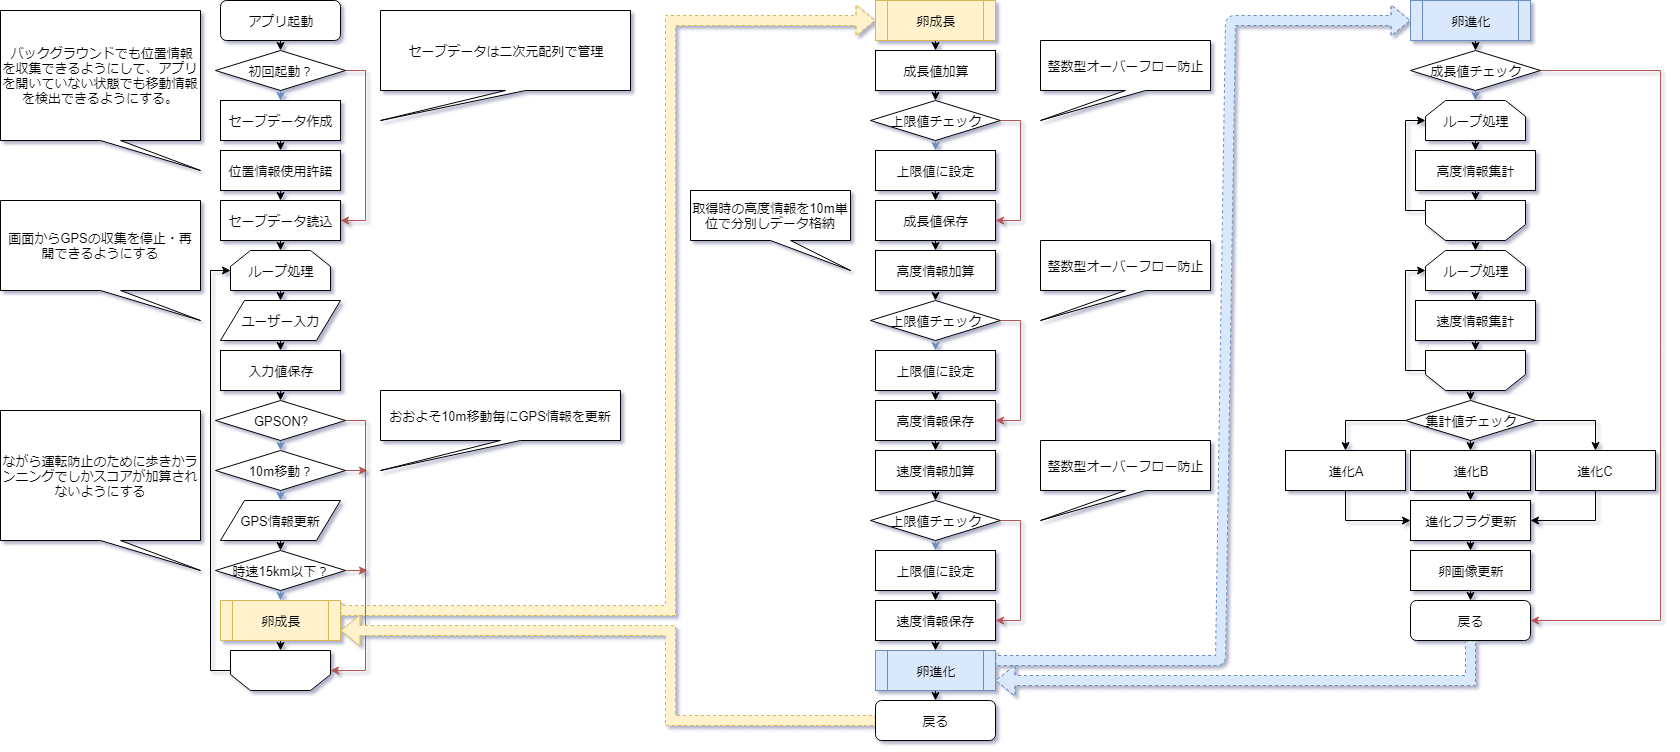 バックグラウンドでも位置情報
を収集できるようにして、アプリ
を開いていない状態でも移動情報
を検出できるようにする。
画面からGPSの収集を停止・再
開できるようにする
ながら運転防止のために歩きかラ
ンニングでしかスコアが加算され
ないようにする
アプリ起動
初回起動？
セーブデータ作成
位置情報使用許諾
セーブデータ読込
ループ処理
ユーザー入力
入力値保存
GPSON?
10m移動？
GPS情報更新
時速15km以下？
卵成長
セーブデータは二次元配列で管理
おおよそ10m移動毎にGPS情報を更新
卵成長
成長値加算
上限値チェック
上限値に設定
成長値保存
高度情報加算
上限値チェック
上限値に設定
高度情報保存
速度情報加算
上限値チェック
上限値に設定
速度情報保存
卵進化
戻る
取得時の高度情報を10m単
位で分別しデータ格納
整数型オーバーフロー防止
整数型オーバーフロー防止
整数型オーバーフロー防止
卵進化
成長値チェック
ループ処理
高度情報集計
ループ処理
速度情報集計
集計値チェック
進化A
進化B
進化C
進化フラグ更新
卵画像更新
戻る